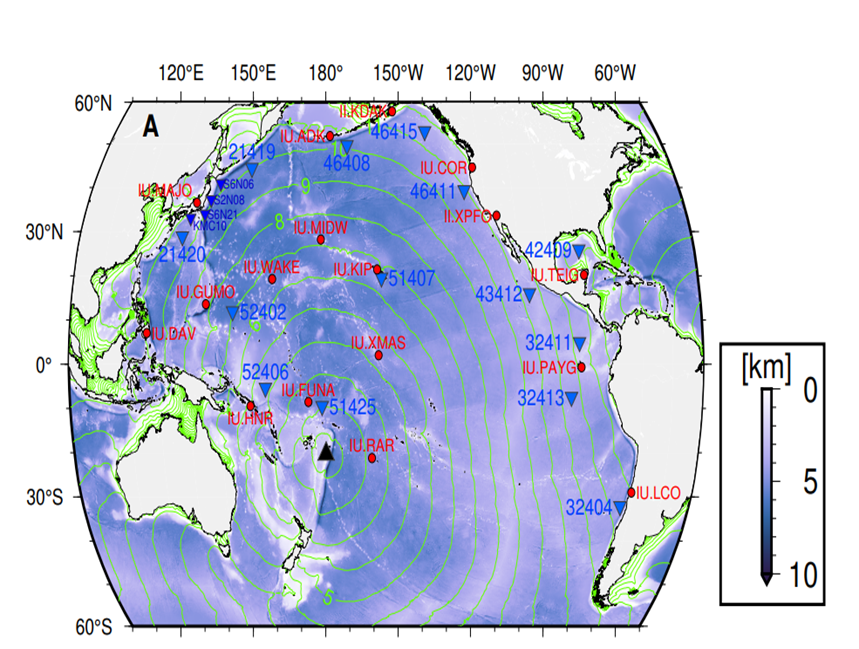 120°E 150°E 180° 150°W 120°W 90°W 60°W
60°N
A
II.KDAK
IU.ADK
46415
10
46408
21419
IU.COR
S6N06
9
IU.MAJO
46411
S2N08
S6N21
II.XPFO
KMC10
8
30°N
IU.MIDW
42409
21420
IU.WAKE
IU.KIP
51407
IU.TEIG
IU.GUMO
43412
52402
6
IU.DAV
IU.XMAS
32411
[km]
0°
IU.PAYG
0
52406
IU.FUNA
32413
IU.HNR
51425
IU.RAR
5
IU.LCO
30°S
32404
10
5
60°S